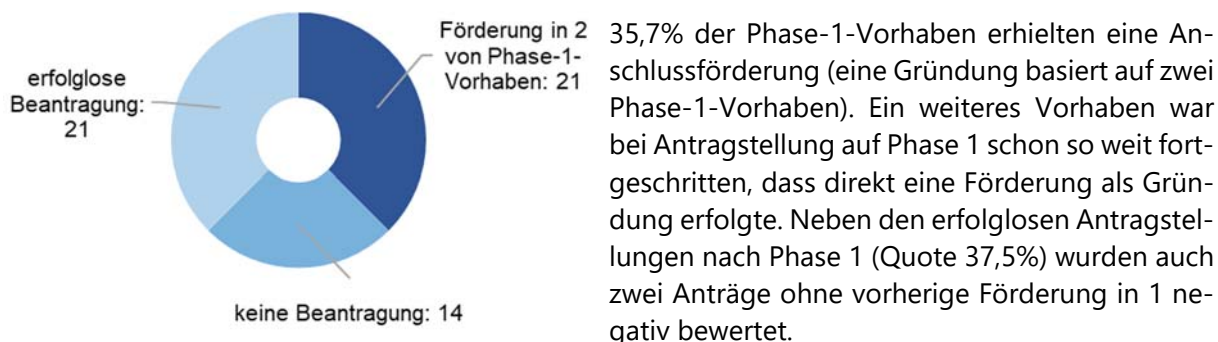 Förderung in 2
von Phase-1-
Vorhaben: 21
erfolglose
Beantragung:
21
keine Beantragung: 14
35,7% der Phase-1-Vorhaben erhielten eine An-
schlussförderung (eine Gründung basiert auf zwei
Phase-1-Vorhaben). Ein weiteres Vorhaben war
bei Antragstellung auf Phase 1 schon so weit fort-
geschritten, dass direkt eine Förderung als Grün-
dung erfolgte. Neben den erfolglosen Antragstel-
lungen nach Phase 1 (Quote 37,5%) wurden auch
zwei Anträge ohne vorherige Förderung in 1 ne-
gativ bewertet.